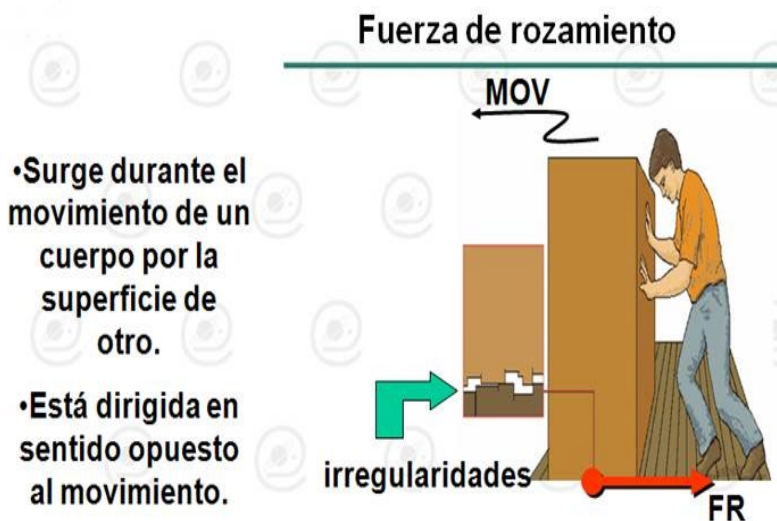 Fuerza de rozamiento
MOV
•Surge durante el
movimiento de un
cuerpo por la
superficie de
otro.
•Está dirigida en
sentido opuesto
al movimiento.
irregularidades
FR